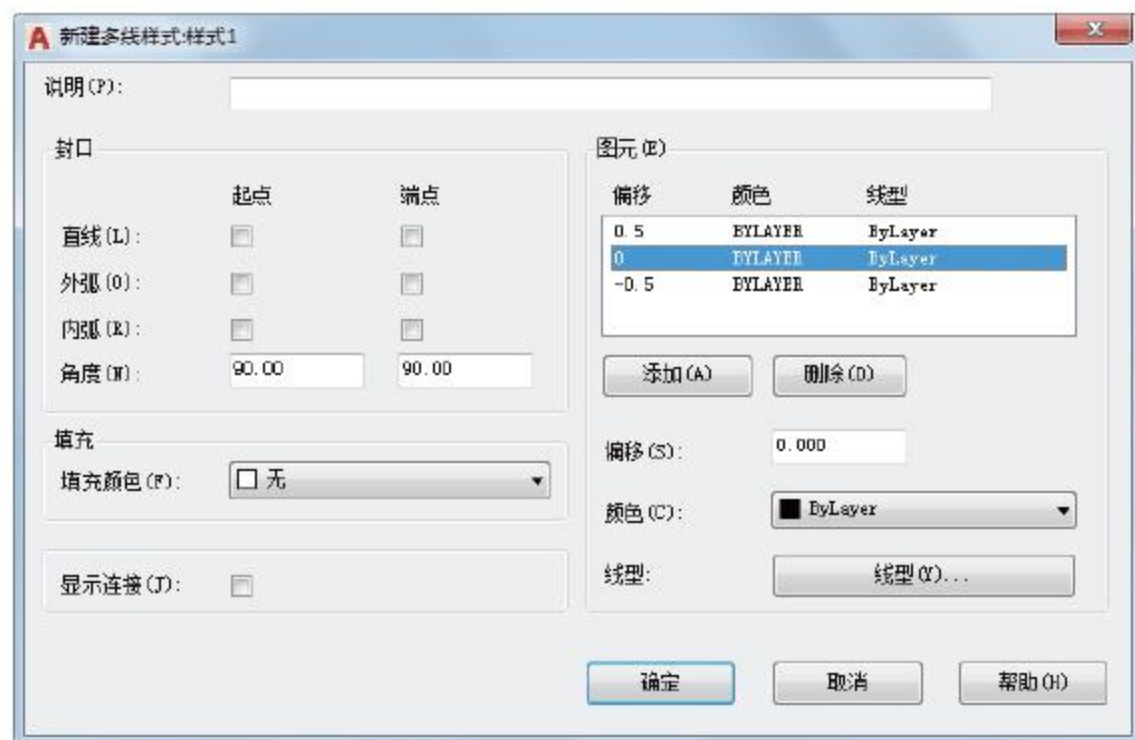 新建多线样式:样式1
说明(P):
封口
起点 端点
直线(L):
外弧(O):
内弧(R):
角度(N): 90.00 90.00
填充
填充颜色(F): 无
显示连接(J):
图元(E)
偏移 颜色 线型
0.5 BYLAYER ByLayer
0 BYLAYER ByLayer
-0.5 BYLAYER ByLayer
添加(A) 删除(D)
偏移(S): 0.000
颜色(C): ByLayer
线型: 线型(Y)...
确定 取消 帮助(H)